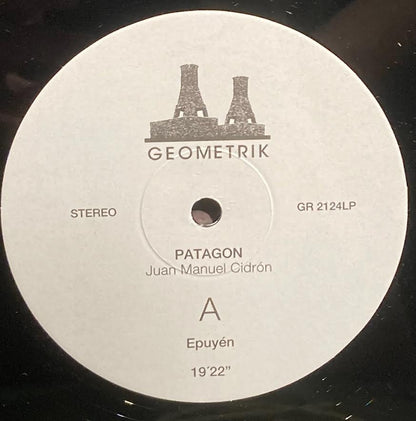 GEOMETRIK
STEREO
GR 2124LP
PATAGON
Juan Manuel Cidrón
A
Epuyén
19´22”